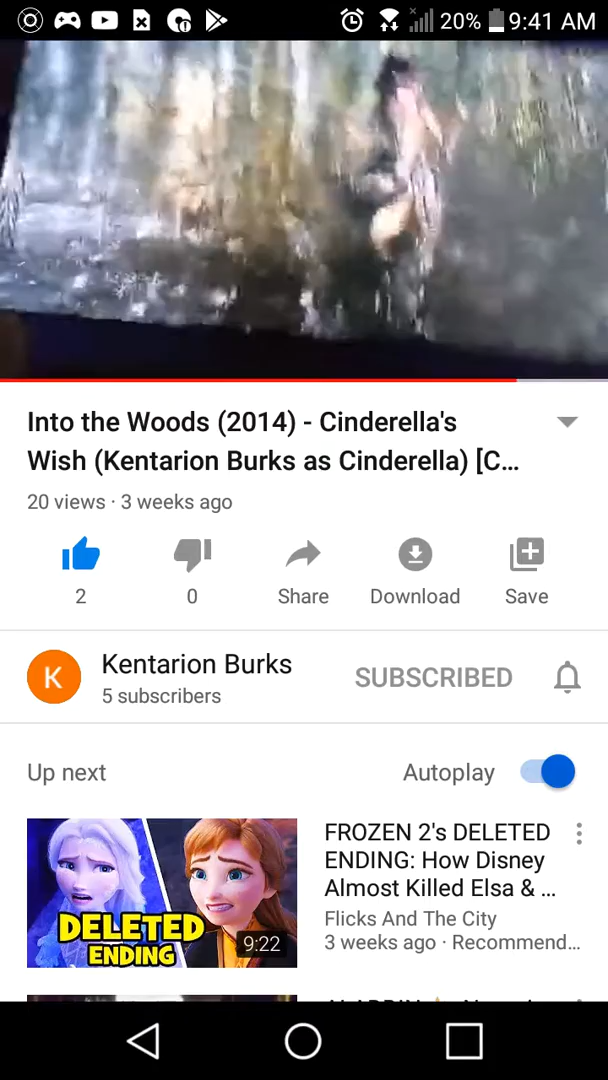 20% 9:41 AM
Into the Woods (2014) - Cinderella's
Wish (Kentarion Burks as Cinderella) [C...
20 views · 3 weeks ago
2
0
Share
Download
Save
K
Kentarion Burks
5 subscribers
SUBSCRIBED
Up next
Autoplay
DELETED
ENDING
9:22
FROZEN 2's DELETED
ENDING: How Disney
Almost Killed Elsa & ...
Flicks And The City
3 weeks ago · Recommend...